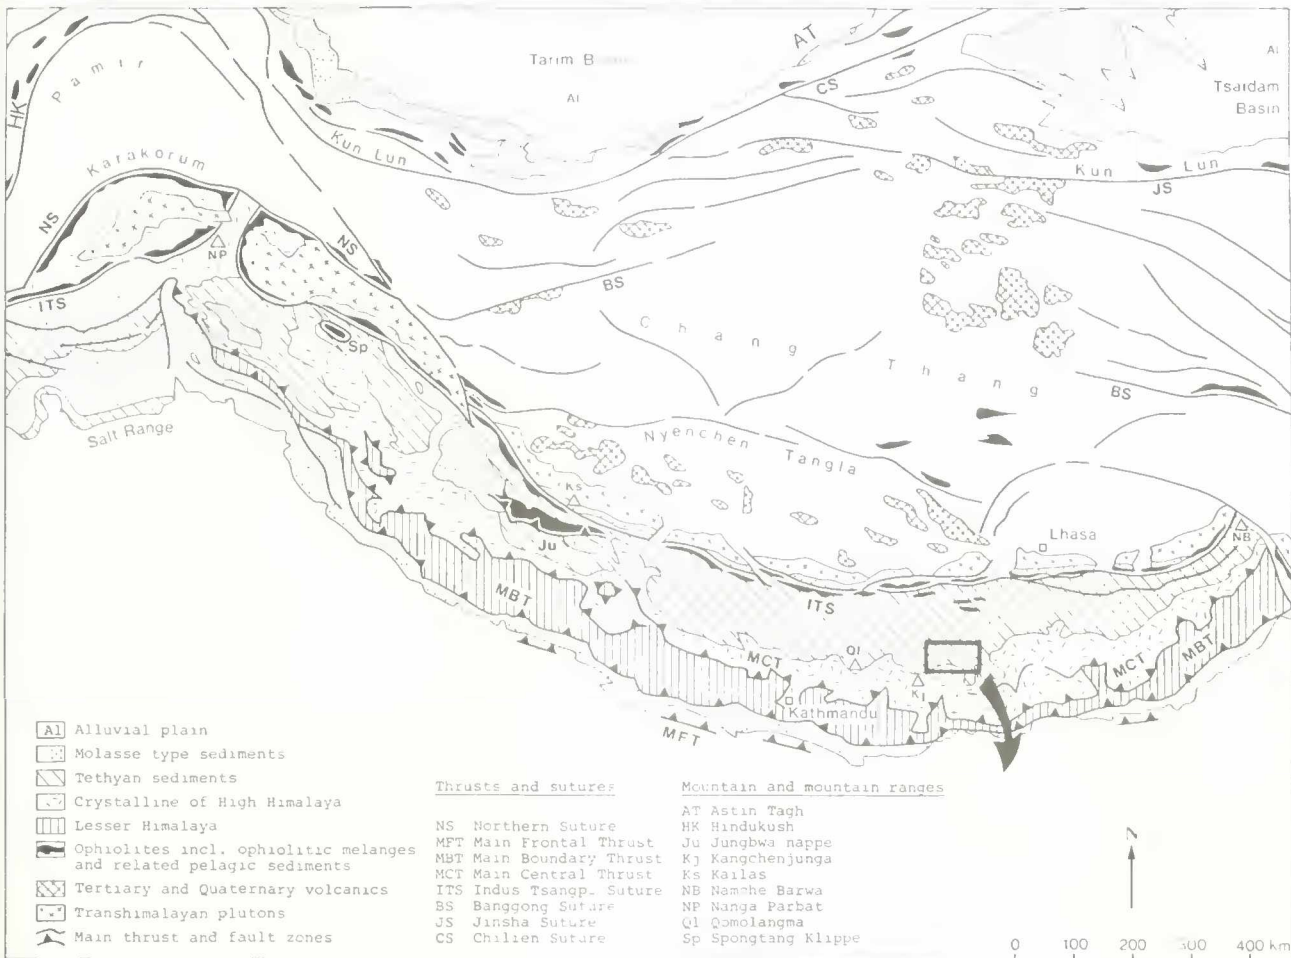 AT
Tarim B
Al
Al
Tsaidam
Basin
CS
HK
Pamir
Kun Lun
Karakorum
Kun Lun
JS
NS
NS
NP
BS
ITS
Chang
Sp
Thang
BS
Salt Range
Nyenchen
Tangla
Ks
Lhasa
NB
Ju
MBT
ITS
MCT
Ql
MCT
MBT
Kj
Kathmandu
MFT
Al Alluvial plain
Molasse type sediments
Tethyan sediments
Crystalline of High Himalaya
Lesser Himalaya
Ophiolites incl. ophiolitic melanges
and related pelagic sediments
Tertiary and Quaternary volcanics
Transhimalayan plutons
Main thrust and fault zones
Thrusts and sutures
NS Northern Suture
MFT Main Frontal Thrust
MBT Main Boundary Thrust
MCT Main Central Thrust
ITS Indus Suture
BS Banggong Suture
JS Jinsha Suture
CS Chilien Suture
Mountain and mountain ranges
AT Astin Tagh
HK Hindukush
Ju Jungbwa nappe
Kj Kangchenjunga
Ks Kailas
NB Namche Barwa
NP Nanga Parbat
Ql Qomolangma
Sp Spongtang Klippe
N
0 100 200 300 400 km